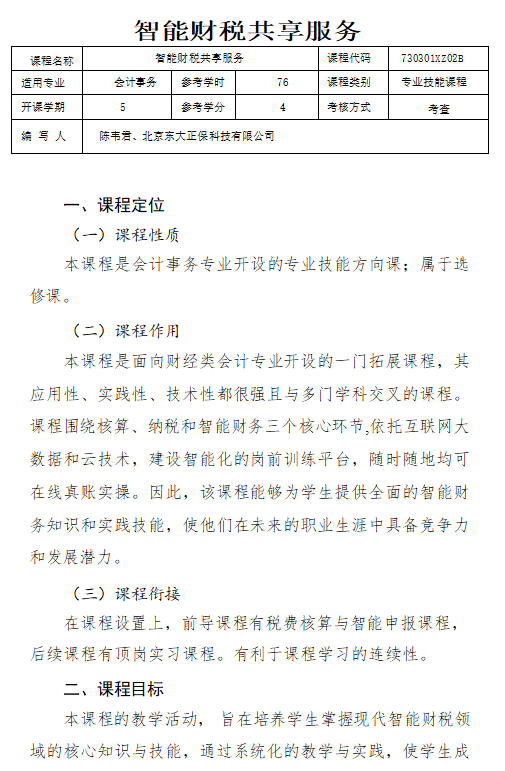 智能财税共享服务
课程名称 智能财税共享服务 课程代码 730301XZ02B
适用专业 会计事务 参考学时 76 课程类别 专业技能课程
开课学期 5 参考学分 4 考核方式 考查
编 写 人 陈韦君、北京东大正保科技有限公司
一、课程定位
（一）课程性质
本课程是会计事务专业开设的专业技能方向课；属于选
修课。
（二）课程作用
本课程是面向财经类会计专业开设的一门拓展课程，其
应用性、实践性、技术性都很强且与多门学科交叉的课程。
课程围绕核算、纳税和智能财务三个核心环节,依托互联网大
数据和云技术，建设智能化的岗前训练平台，随时随地均可
在线真账实操。因此，该课程能够为学生提供全面的智能财
务知识和实践技能，使他们在未来的职业生涯中具备竞争力
和发展潜力。
（三）课程衔接
在课程设置上，前导课程有税费核算与智能申报课程，
后续课程有顶岗实习课程。有利于课程学习的连续性。
二、课程目标
本课程的教学活动， 旨在培养学生掌握现代智能财税领
域的核心知识与技能，通过系统化的教学与实践，使学生成